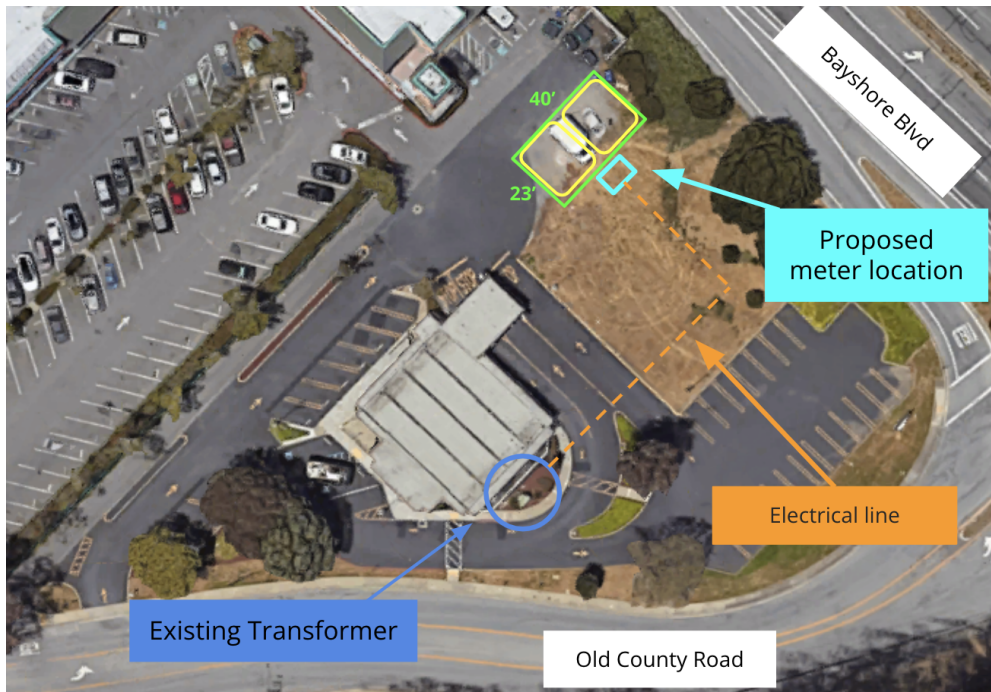 Bayshore Blvd
40’
23’
Proposed
meter location
Electrical line
Existing Transformer
Old County Road